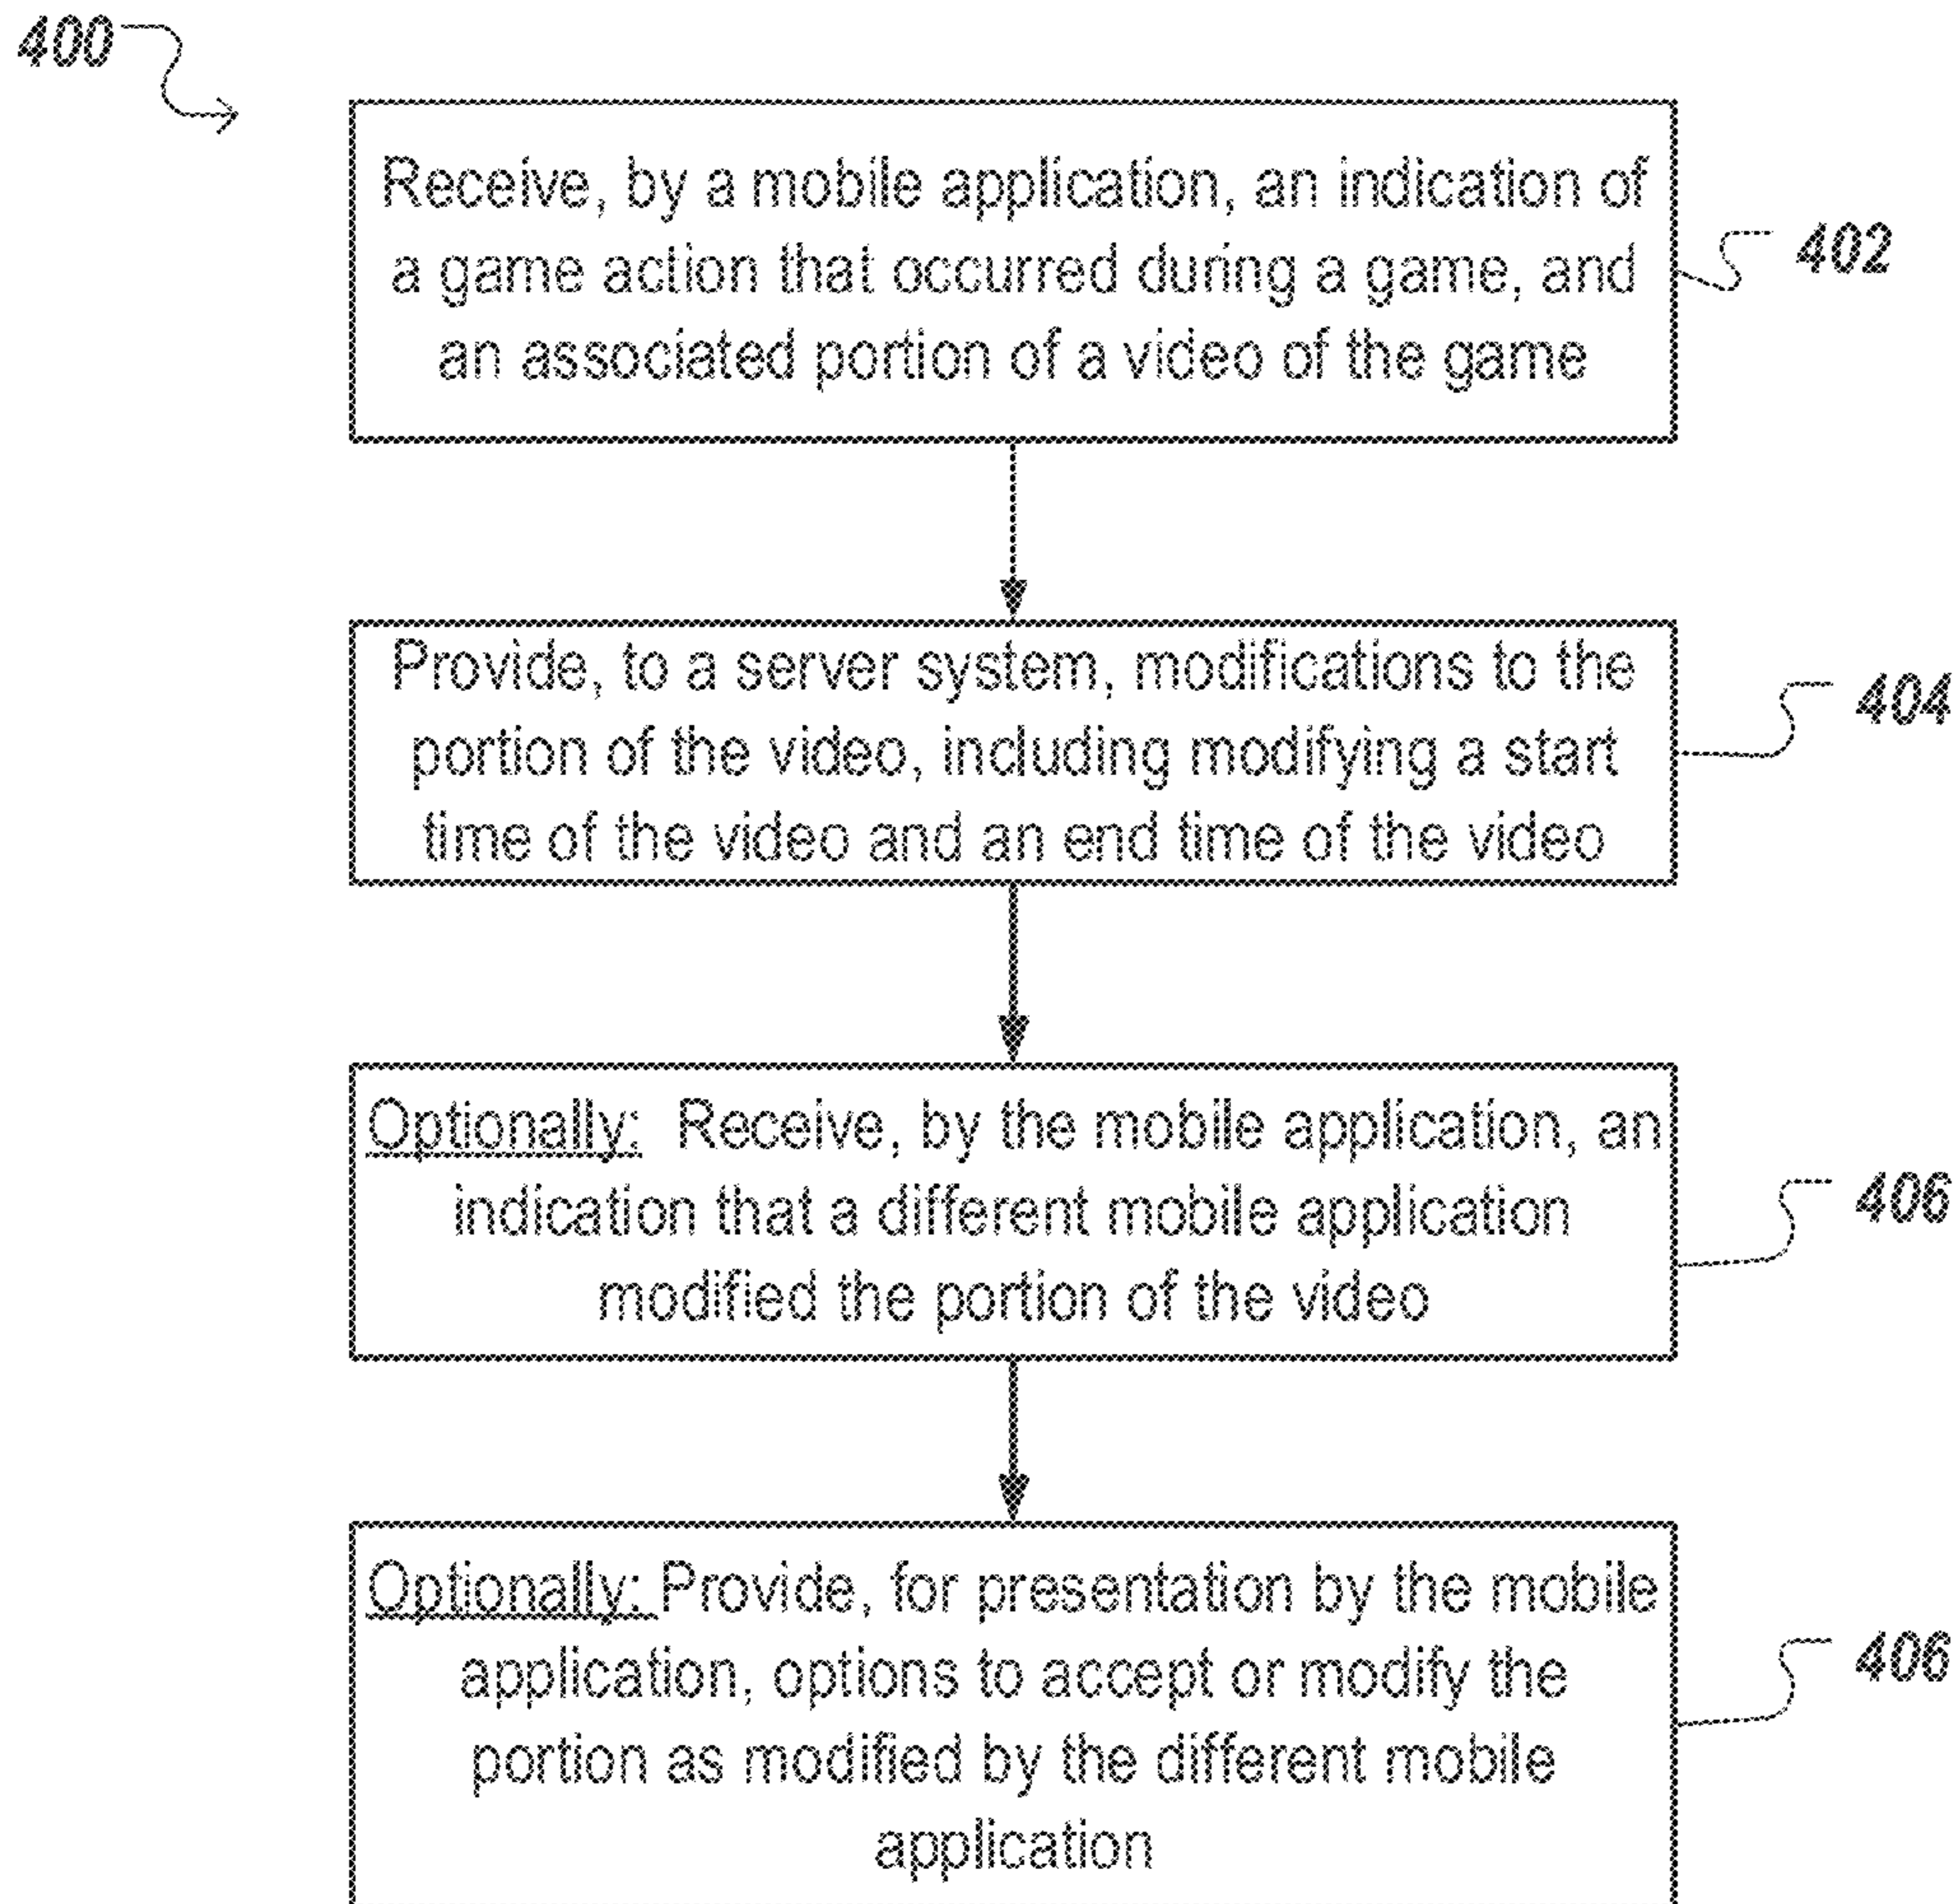 400
Receive, by a mobile application, an indication of
a game action that occurred during a game, and
an associated portion of a video of the game
402
Provide, to a server system, modifications to the
portion of the video, including modifying a start
time of the video and an end time of the video
404
Optionally: Receive, by the mobile application, an
indication that a different mobile application
modified the portion of the video
406
Optionally: Provide, for presentation by the mobile
application, options to accept or modify the
portion as modified by the different mobile
application
406